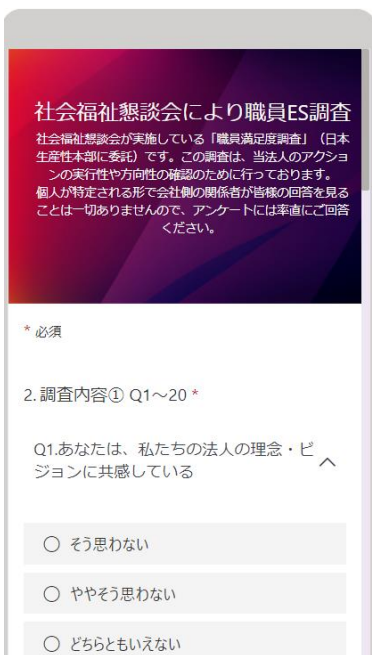 社会福祉懇談会により職員ES調査
社会福祉懇談会が実施している「職員満足度調査」（日本
生産性本部に委託）です。この調査は、当法人のアクショ
ンの実行性や方向性の確認のために行っております。
個人が特定される形で会社側の関係者が皆様の回答を見る
ことは一切ありませんので、アンケートには率直にご回答
ください。
* 必須
2. 調査内容① Q1～20 *
Q1.あなたは、私たちの法人の理念・ビ
ジョンに共感している
そう思わない
ややそう思わない
どちらともいえない